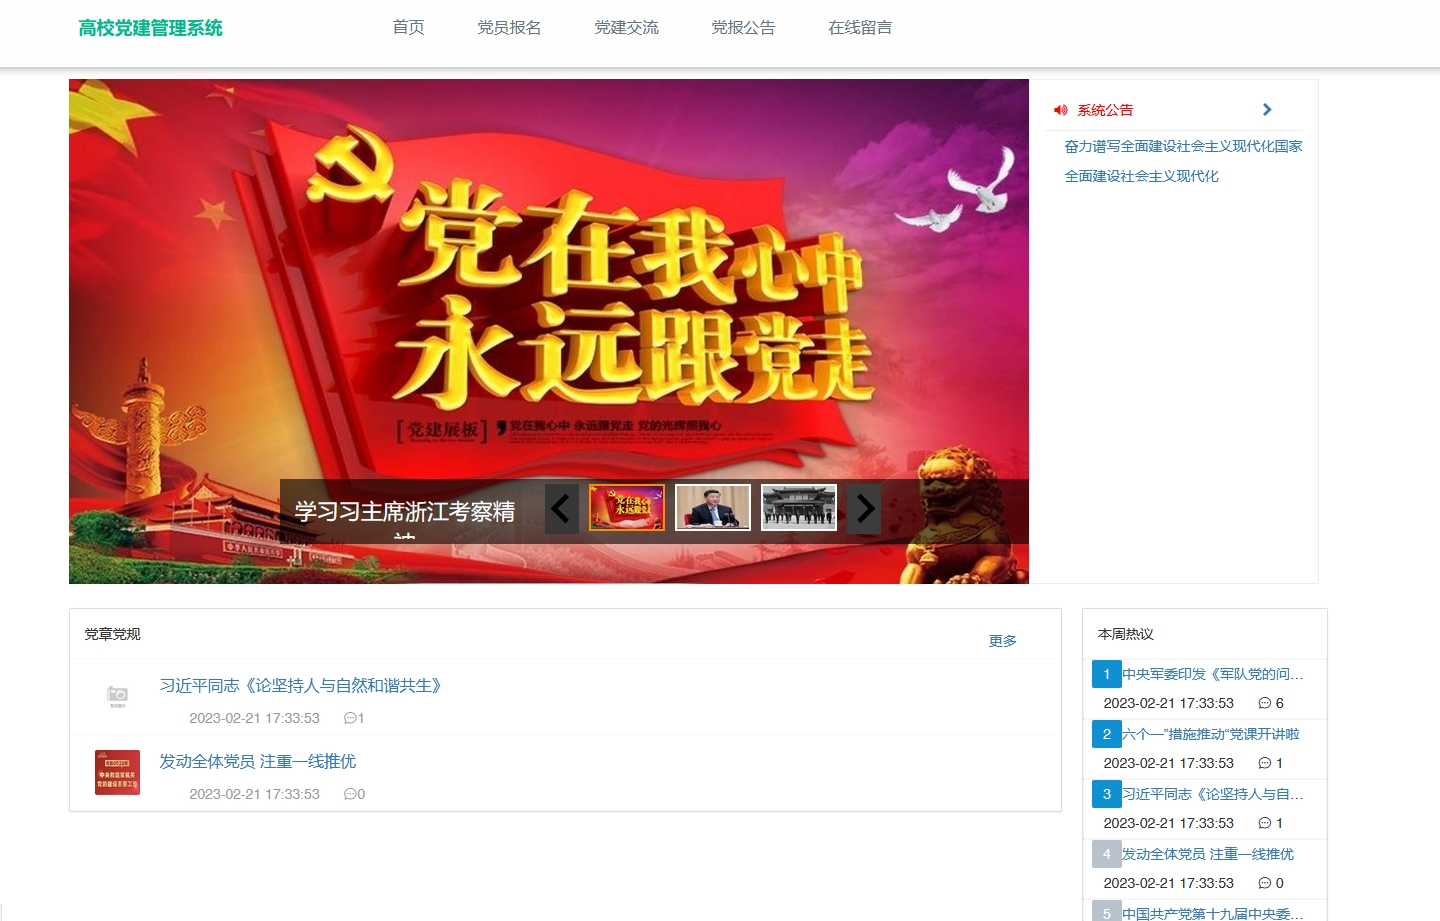 高校党建管理系统
首页 党员报名 党建交流 党报公告 在线留言
党在我心中
永远跟党走
[党建展板] 党在我心中 永远跟党走 党的光辉照我心
学习习主席浙江考察精
神
系统公告
奋力谱写全面建设社会主义现代化国家
全面建设社会主义现代化
党章党规
更多
习近平同志《论坚持人与自然和谐共生》
2023-02-21 17:33:53 1
发动全体党员 注重一线推优
2023-02-21 17:33:53 0
本周热议
1 中央军委印发《军队党的问...
2023-02-21 17:33:53 6
2 六个一”措施推动“党课开讲啦
2023-02-21 17:33:53 1
3 习近平同志《论坚持人与自...
2023-02-21 17:33:53 1
4 发动全体党员 注重一线推优
2023-02-21 17:33:53 0
5 中国共产党第十九届中央委...